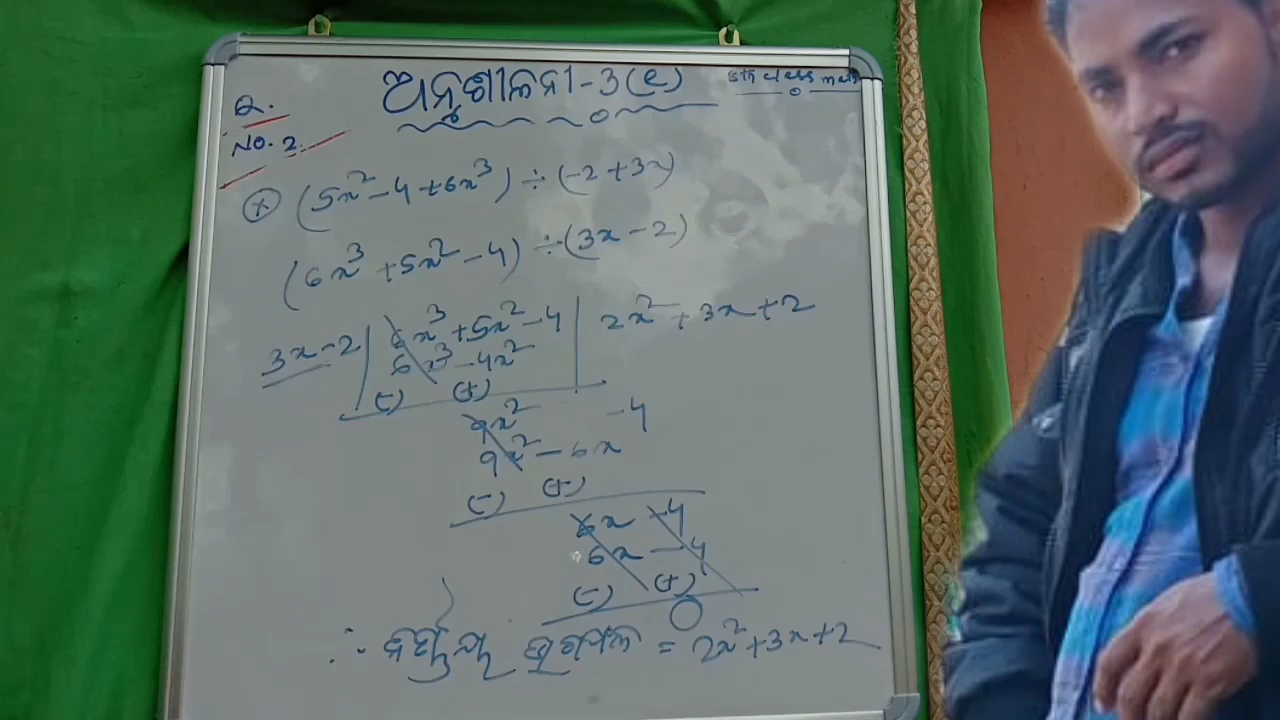 ଅନୁଶୀଳନୀ-3(e) 8th class math
Q.
NO. 2.
(x) (5x² - 4 + 6x³) ÷ (-2 + 3x)
(6x³ + 5x² - 4) ÷ (3x - 2)
3x - 2 | 6x³ + 5x² - 4 | 2x² + 3x + 2
6x³ - 4x²
(-) (+)
9x² - 4
9x² - 6x
(-) (+)
6x - 4
6x - 4
(-) (+)
0
∴ ଭାଗଫଳ = 2x² + 3x + 2